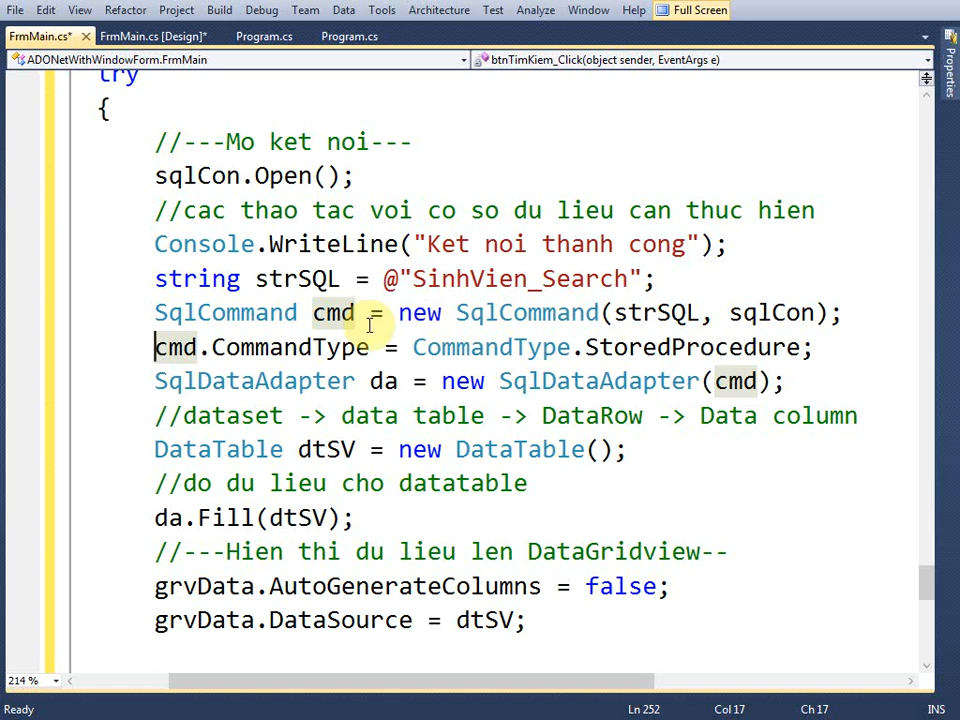 File Edit View Refactor Project Build Debug Team Data Tools Architecture Test Analyze Window Help Full Screen
FrmMain.cs* FrmMain.cs [Design]* Program.cs Program.cs
ADONetWithWindowForm.FrmMain btnTimKiem_Click(object sender, EventArgs e)
Properties
try
{
//---Mo ket noi---
sqlCon.Open();
//cac thao tac voi co so du lieu can thuc hien
Console.WriteLine("Ket noi thanh cong");
string strSQL = @"SinhVien_Search";
SqlCommand cmd = new SqlCommand(strSQL, sqlCon);
cmd.CommandType = CommandType.StoredProcedure;
SqlDataAdapter da = new SqlDataAdapter(cmd);
//dataset -> data table -> DataRow -> Data column
DataTable dtSV = new DataTable();
//do du lieu cho datatable
da.Fill(dtSV);
//---Hien thi du lieu len DataGridview--
grvData.AutoGenerateColumns = false;
grvData.DataSource = dtSV;
214 %
Ready Ln 252 Col 17 Ch 17 INS